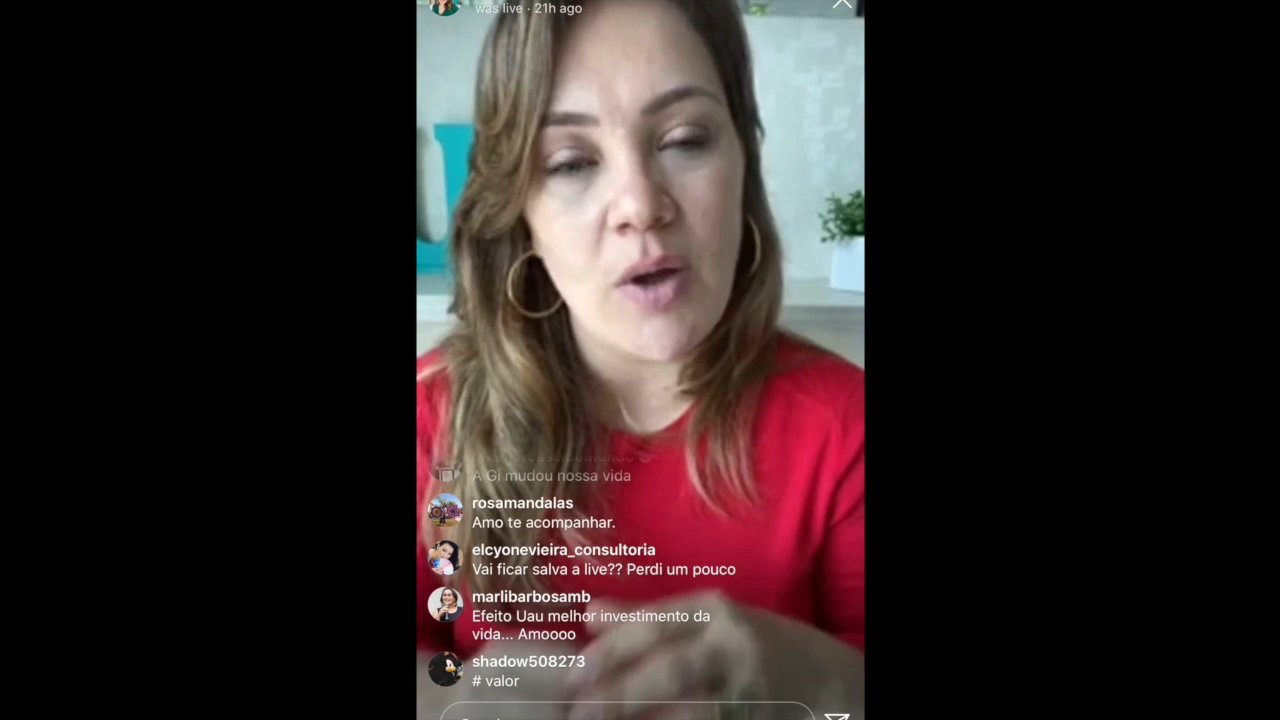 was live · 21h ago
A Gi mudou nossa vida
rosamandalas
Amo te acompanhar.
elcyonevieira_consultoria
Vai ficar salva a live?? Perdi um pouco
marlibarbosamb
Efeito Uau melhor investimento da
vida... Amoooo
shadow508273
# valor